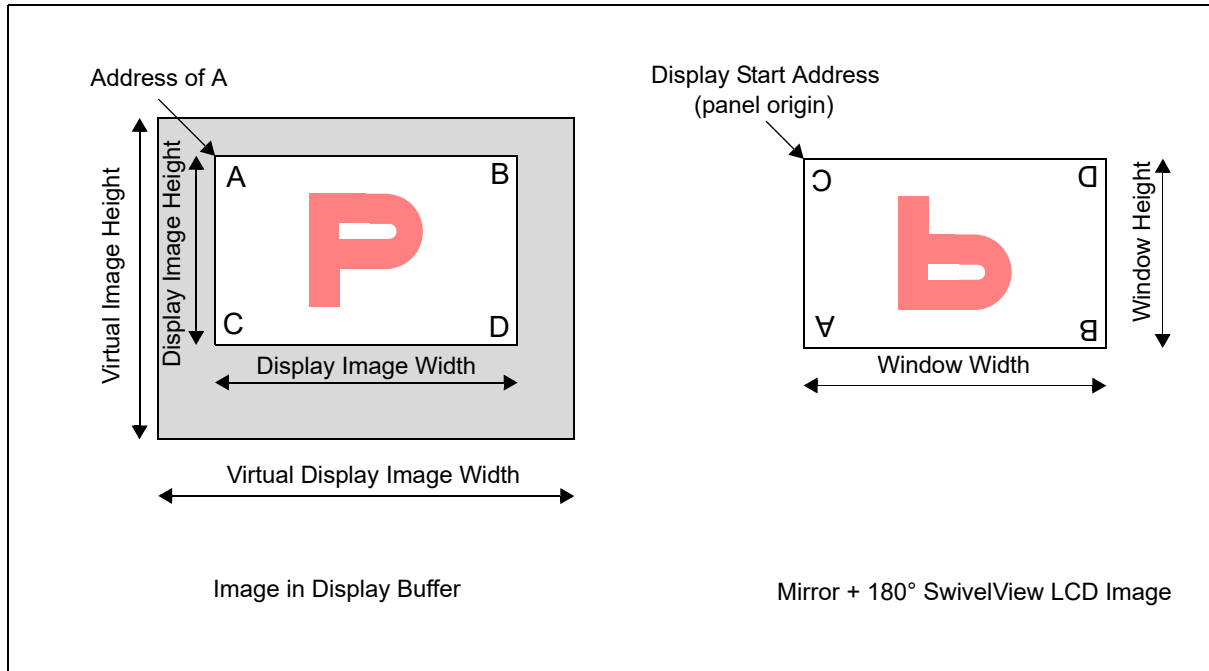 Address of A
Display Start Address
(panel origin)
Virtual Image Height
Display Image Height
A
B
P
C
D
Display Image Width
Virtual Display Image Width
C
D
P
A
B
Window Height
Window Width
Image in Display Buffer
Mirror + 180° SwivelView LCD Image